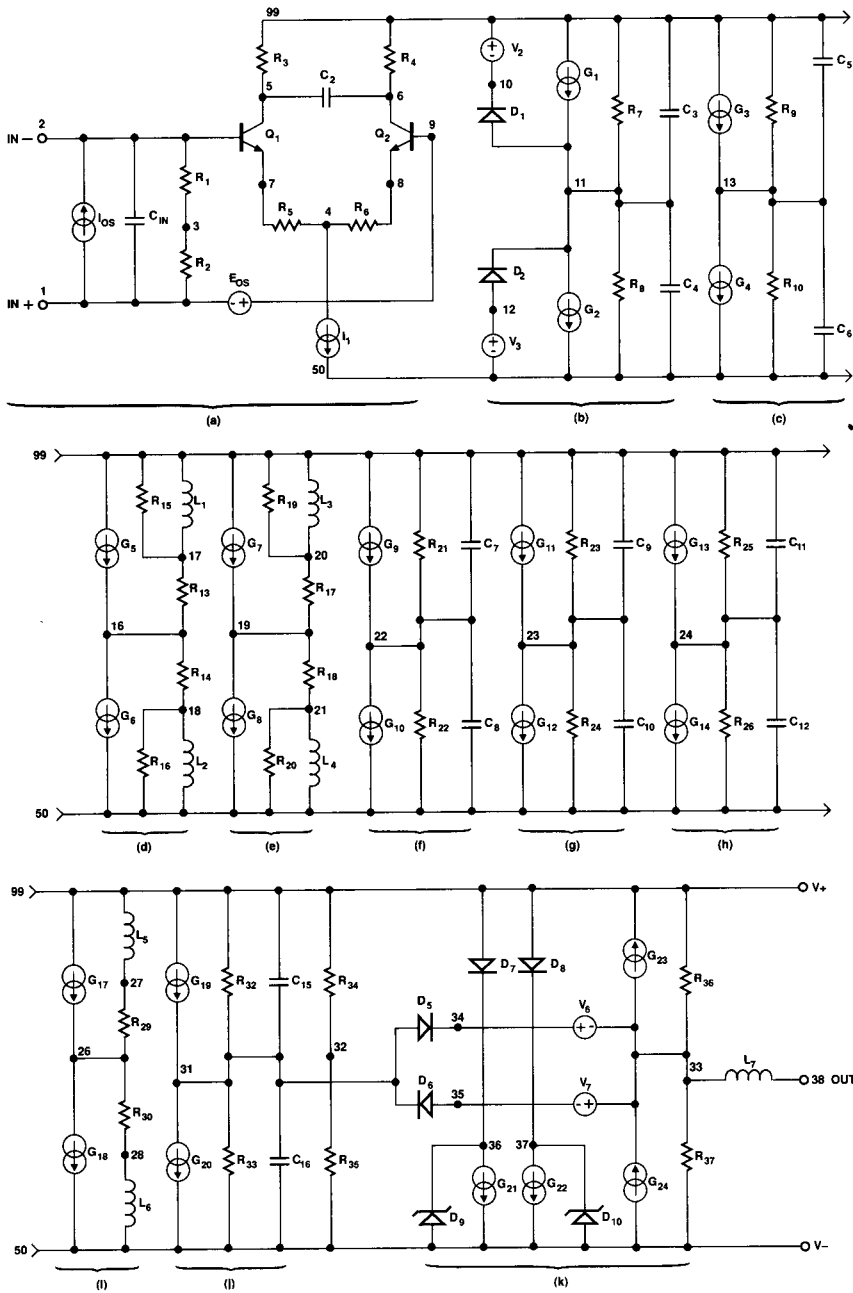 99
V2
+
-
R3
R4
C2
5
6
10
G1
C5
D1
R7
C3
G3
R9
IN- 2
Q1
Q2
9
R1
7
8
11
13
IOS
CIN
3
R5
4
R6
R2
D2
R8
C4
G4
R10
EOS
- +
IN+ 1
12
G2
I1
+
-
V3
C6
50
(a)
(b)
(c)
99
R15
L1
R19
L3
G5
G7
G9
R21
C7
G11
R23
C9
G13
R25
C11
17
20
R13
R17
16
19
22
23
24
R14
R18
18
21
G6
G8
G10
R22
C8
G12
R24
C10
G14
R26
C12
R16
L2
R20
L4
50
(d)
(e)
(f)
(g)
(h)
99
V+
L5
G17
27
G19
R32
C15
R34
D7
D8
G23
R36
R29
D5
34
V6
+ -
26
31
32
33
L7
38 OUT
D6
35
V7
- +
R30
G18
28
G20
R33
C16
R35
36
37
G21
G22
G24
R37
L6
D9
D10
50
V-
(i)
(j)
(k)